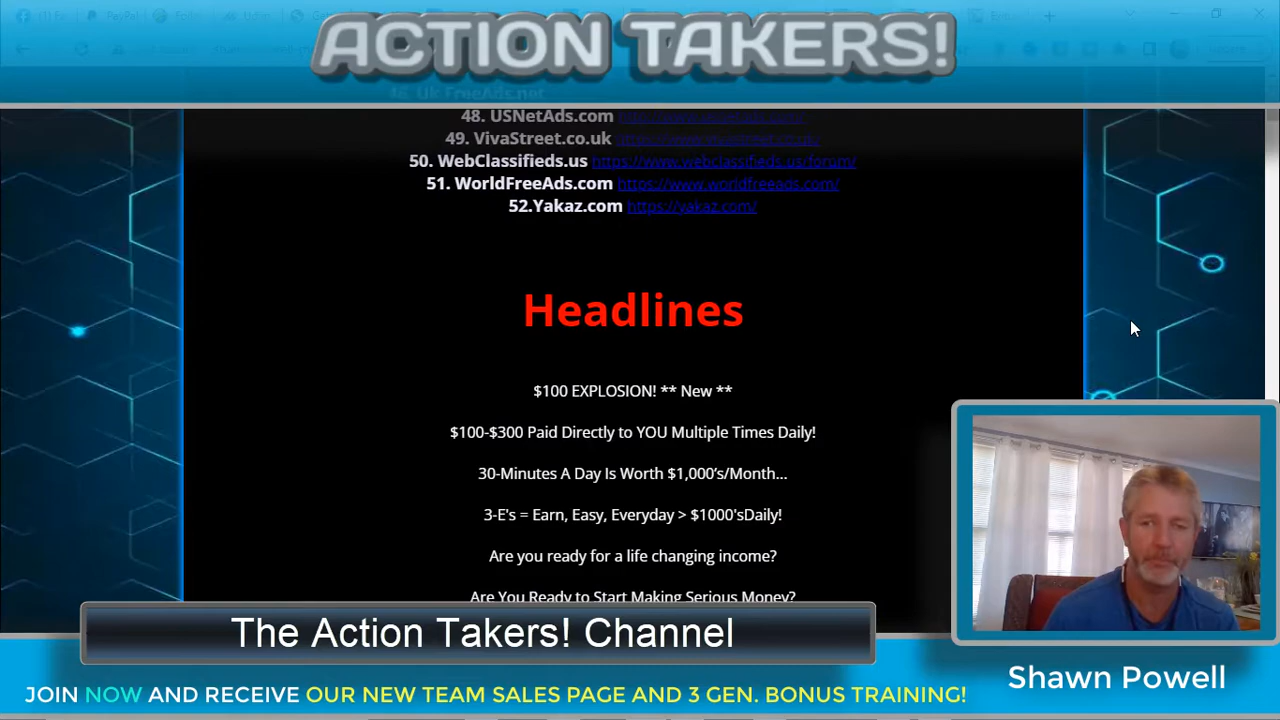 ACTION TAKERS!
46. Uk FreeAds.net
48. USNetAds.com
49. VivaStreet.co.uk
50. WebClassifieds.us https://www.webclassifieds.us/forum/
51. WorldFreeAds.com https://www.worldfreeads.com/
52.Yakaz.com https://yakaz.com/
Headlines
$100 EXPLOSION! ** New **
$100-$300 Paid Directly to YOU Multiple Times Daily!
30-Minutes A Day Is Worth $1,000's/Month...
3-E's = Earn, Easy, Everyday > $1000'sDaily!
Are you ready for a life changing income?
Are You Ready to Start Making Serious Money?
The Action Takers! Channel
Shawn Powell
JOIN NOW AND RECEIVE OUR NEW TEAM SALES PAGE AND 3 GEN. BONUS TRAINING!